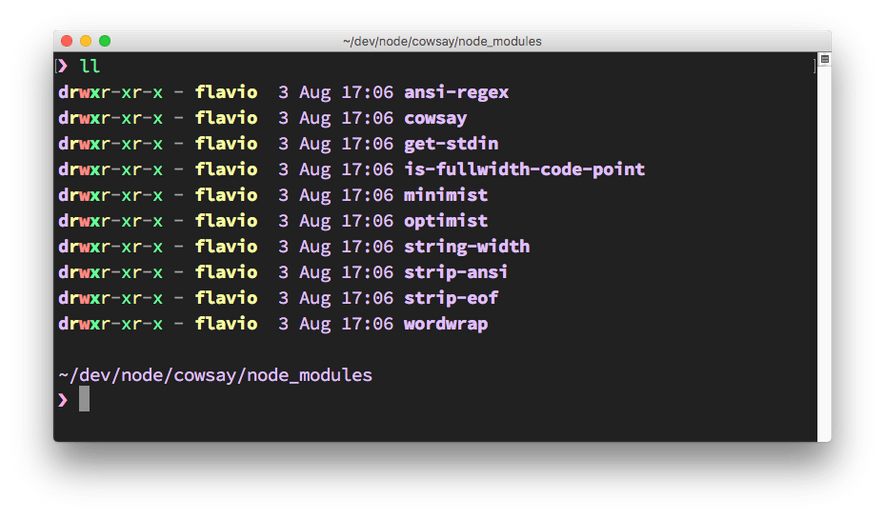 ~/dev/node/cowsay/node_modules
❯ ll
drwxr-xr-x - flavio 3 Aug 17:06 ansi-regex
drwxr-xr-x - flavio 3 Aug 17:06 cowsay
drwxr-xr-x - flavio 3 Aug 17:06 get-stdin
drwxr-xr-x - flavio 3 Aug 17:06 is-fullwidth-code-point
drwxr-xr-x - flavio 3 Aug 17:06 minimist
drwxr-xr-x - flavio 3 Aug 17:06 optimist
drwxr-xr-x - flavio 3 Aug 17:06 string-width
drwxr-xr-x - flavio 3 Aug 17:06 strip-ansi
drwxr-xr-x - flavio 3 Aug 17:06 strip-eof
drwxr-xr-x - flavio 3 Aug 17:06 wordwrap
~/dev/node/cowsay/node_modules
❯